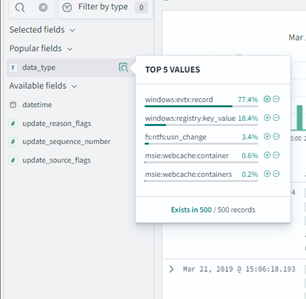 Filter by type 0
Selected fields
Popular fields
t data_type
Available fields
datetime
update_reason_flags
update_sequence_number
update_source_flags
TOP 5 VALUES
windows:evtx:record 77.4%
windows:registry:key_value 18.4%
fs:ntfs:usn_change 3.4%
msie:webcache:container 0.6%
msie:webcache:containers 0.2%
Exists in 500 / 500 records
Mar
Mar 21, 2019 @ 15:06:18.193